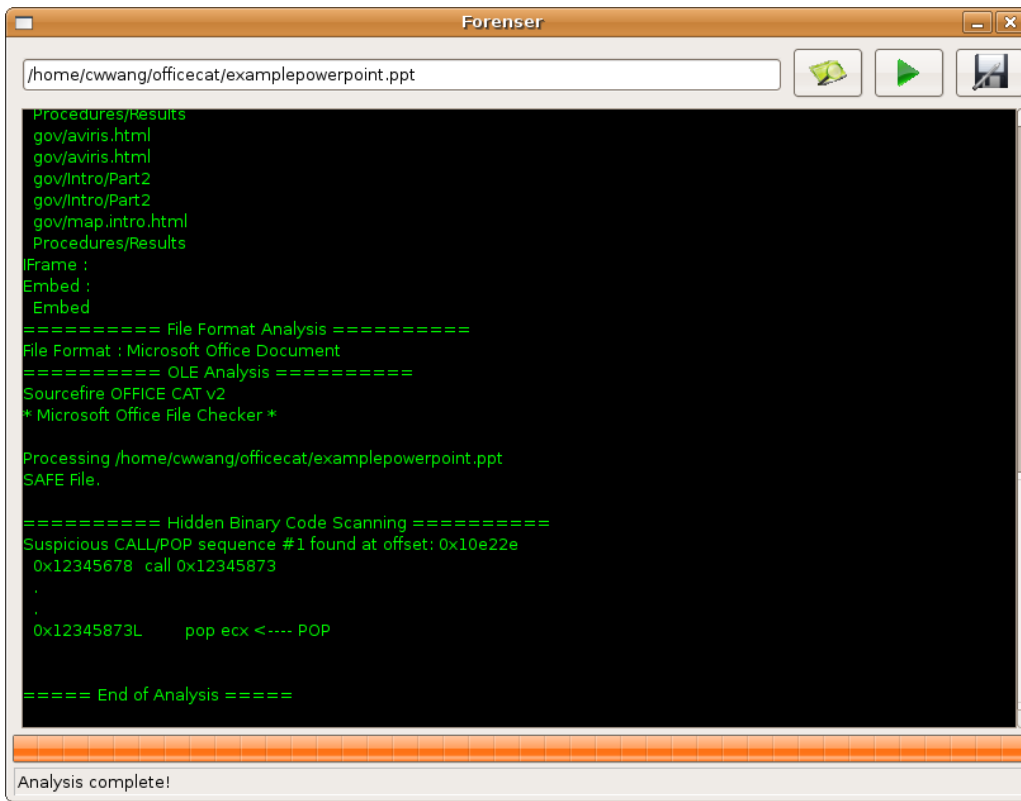 Forenser
/home/cwwang/officecat/examplepowerpoint.ppt
Procedures/Results
gov/aviris.html
gov/aviris.html
gov/Intro/Part2
gov/Intro/Part2
gov/map.intro.html
Procedures/Results
IFrame :
Embed :
Embed
========== File Format Analysis ==========
File Format : Microsoft Office Document
========== OLE Analysis ==========
Sourcefire OFFICE CAT v2
* Microsoft Office File Checker *
Processing /home/cwwang/officecat/examplepowerpoint.ppt
SAFE File.
========== Hidden Binary Code Scanning ==========
Suspicious CALL/POP sequence #1 found at offset: 0x10e22e
0x12345678 call 0x12345873
.
.
0x12345873L pop ecx <---- POP
===== End of Analysis =====
Analysis complete!